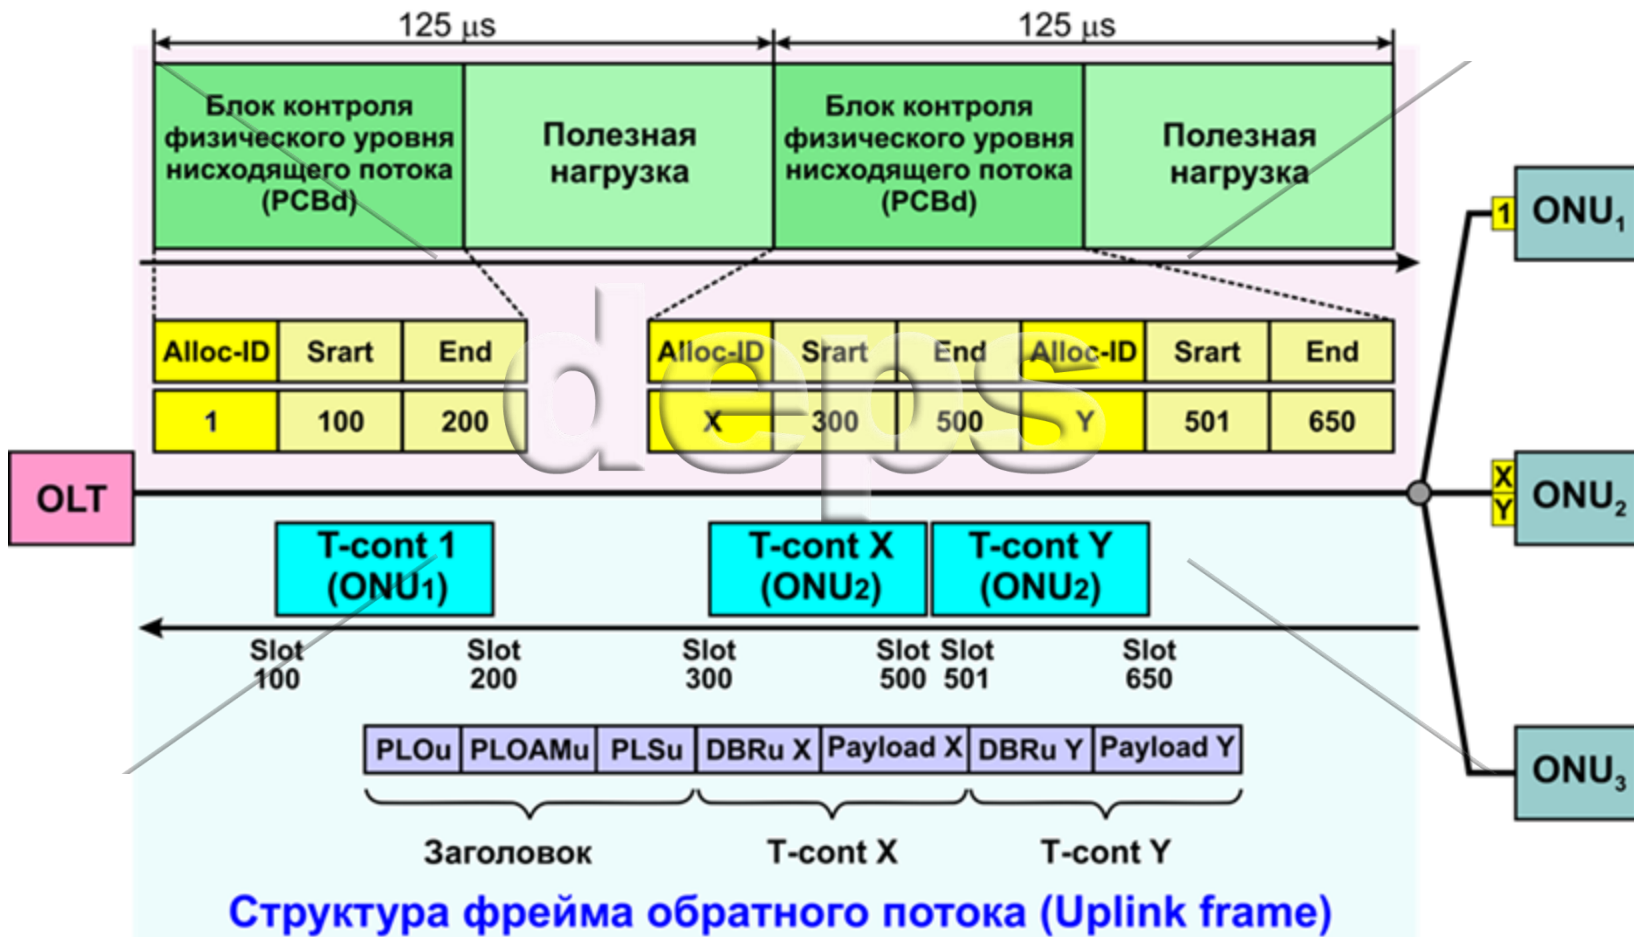 125 μs
125 μs
Блок контроля
физического уровня
нисходящего потока
(PCBd)
Полезная
нагрузка
Блок контроля
физического уровня
нисходящего потока
(PCBd)
Полезная
нагрузка
ONU1
1
Alloc-ID Srart End
1 100 200
Alloc-ID Srart End Alloc-ID Srart End
X 300 500 Y 501 650
deps
OLT
X
Y
ONU2
T-cont 1
(ONU1)
T-cont X
(ONU2)
T-cont Y
(ONU2)
Slot
100
Slot
200
Slot
300
Slot
500
Slot
501
Slot
650
PLOu PLOAMu PLSu DBRu X Payload X DBRu Y Payload Y
ONU3
Заголовок T-cont X T-cont Y
Структура фрейма обратного потока (Uplink frame)